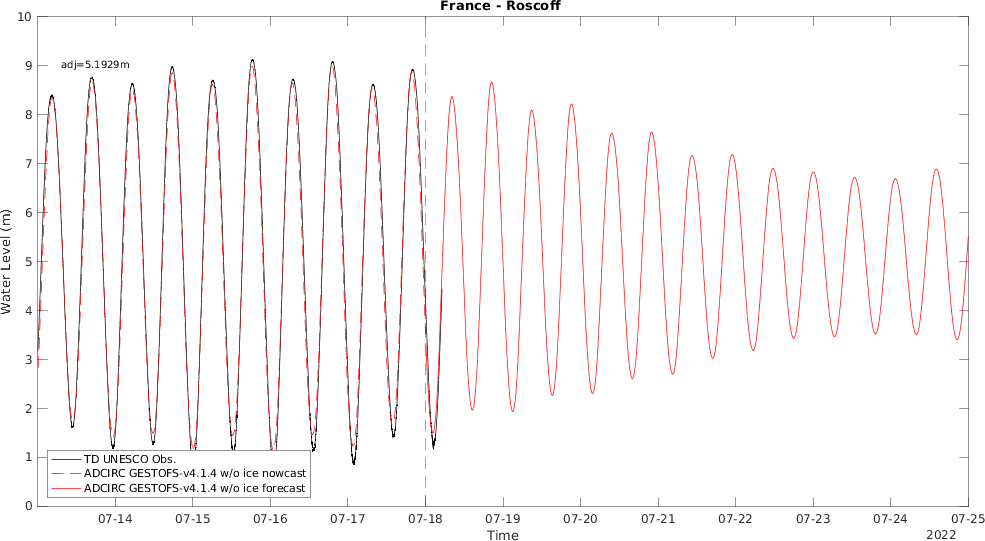 France - Roscoff
adj=5.1929m
Water Level (m)
10
9
8
7
6
5
4
3
2
1
0
TD UNESCO Obs.
ADCIRC GESTOFS-v4.1.4 w/o ice nowcast
ADCIRC GESTOFS-v4.1.4 w/o ice forecast
07-14 07-15 07-16 07-17 07-18 07-19 07-20 07-21 07-22 07-23 07-24 07-25
Time
2022